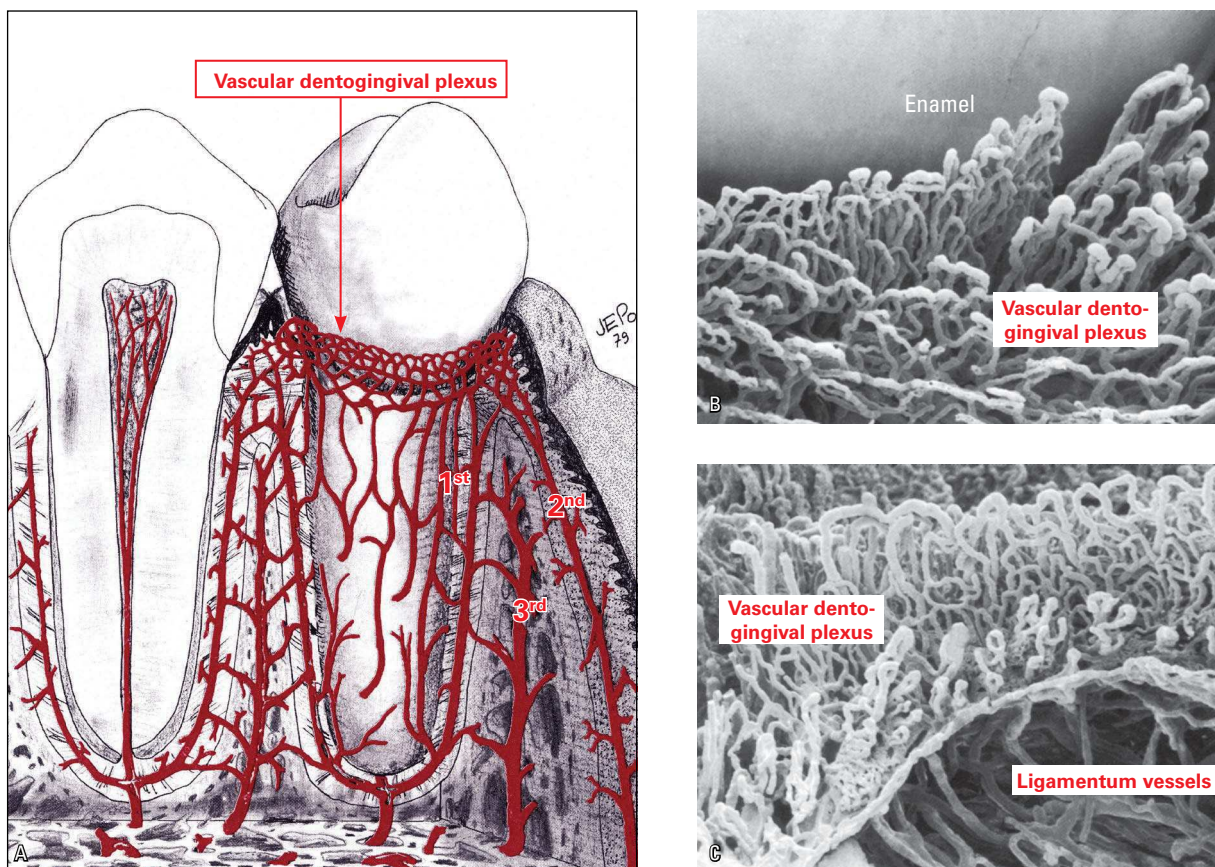 Vascular dentogingival plexus
JEPo
79
1st
2nd
3rd
A
Enamel
Vascular dento-
gingival plexus
B
Vascular dento-
gingival plexus
Ligamentum vessels
C